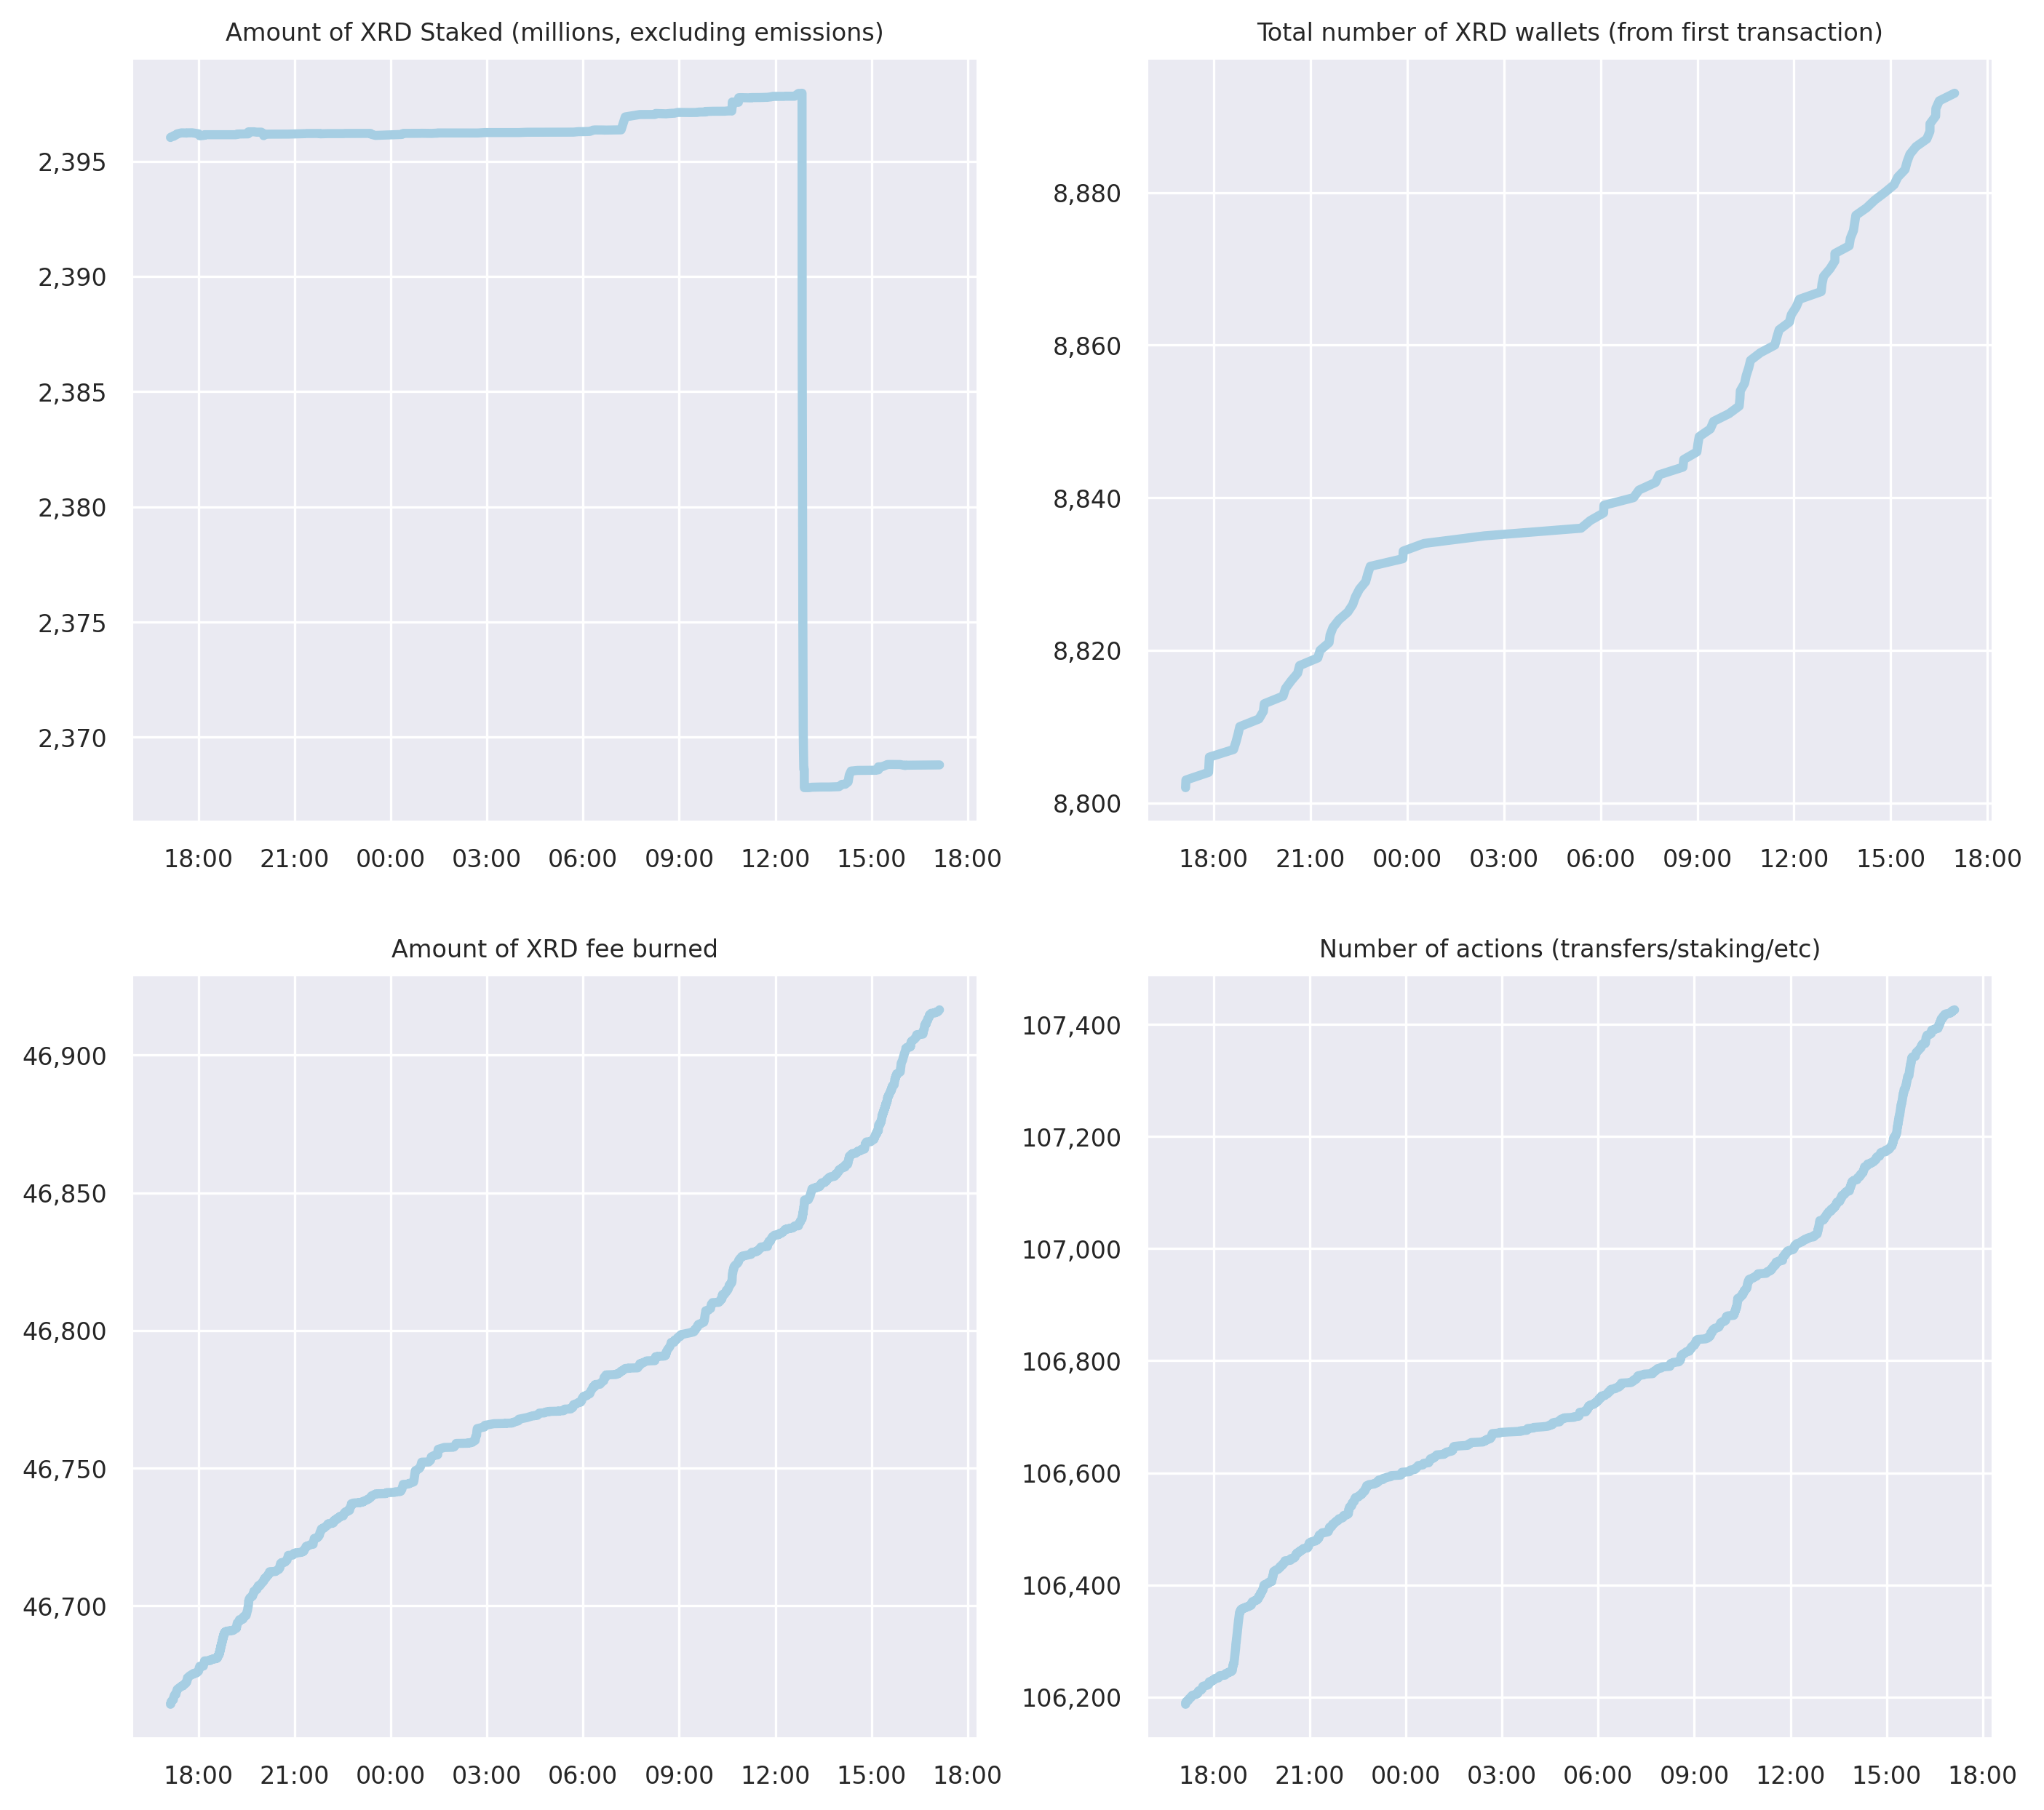 Amount of XRD Staked (millions, excluding emissions)
2,395
2,390
2,385
2,380
2,375
2,370
18:00 21:00 00:00 03:00 06:00 09:00 12:00 15:00 18:00
Total number of XRD wallets (from first transaction)
8,880
8,860
8,840
8,820
8,800
18:00 21:00 00:00 03:00 06:00 09:00 12:00 15:00 18:00
Amount of XRD fee burned
46,900
46,850
46,800
46,750
46,700
18:00 21:00 00:00 03:00 06:00 09:00 12:00 15:00 18:00
Number of actions (transfers/staking/etc)
107,400
107,200
107,000
106,800
106,600
106,400
106,200
18:00 21:00 00:00 03:00 06:00 09:00 12:00 15:00 18:00